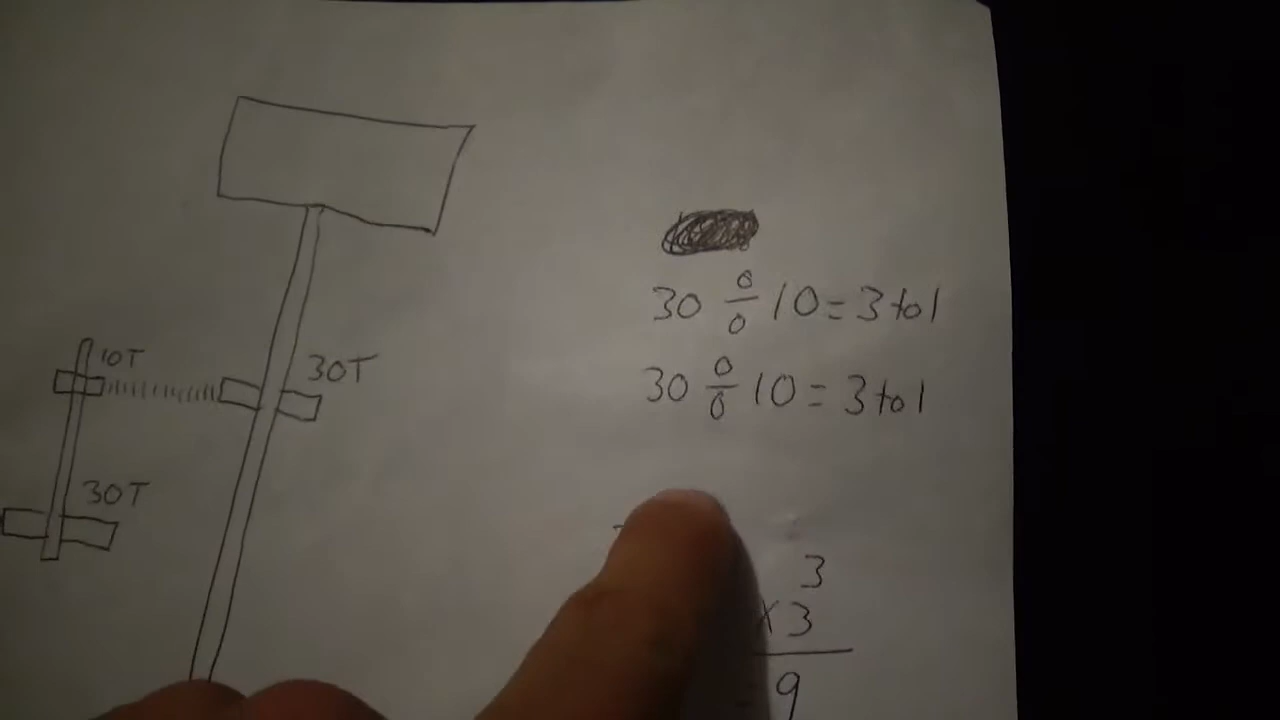 10T
30T
30T
30 ÷ 10 = 3 to 1
30 ÷ 10 = 3 to 1
3
x 3
9